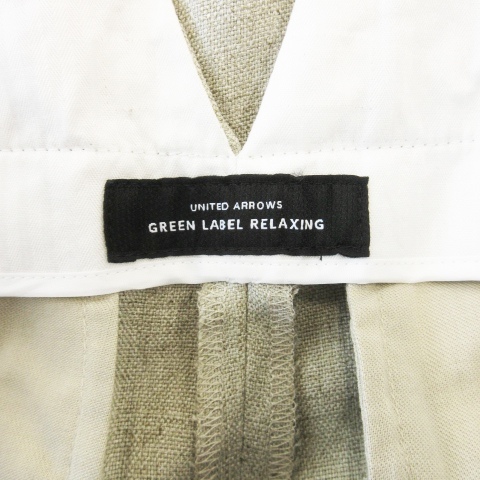 UNITED ARROWS
GREEN LABEL RELAXING